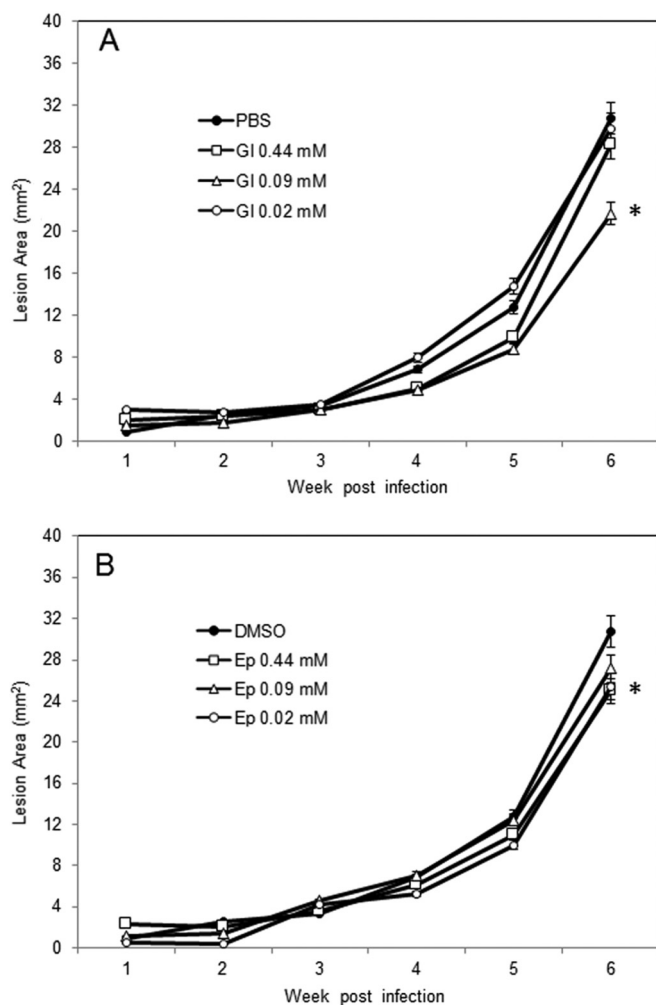 A
40
36
32
28
24
20
16
12
8
4
0
Lesion Area (mm²)
PBS
Gl 0.44 mM
Gl 0.09 mM
Gl 0.02 mM
*
1 2 3 4 5 6
Week post infection
B
40
36
32
28
24
20
16
12
8
4
0
Lesion Area (mm²)
DMSO
Ep 0.44 mM
Ep 0.09 mM
Ep 0.02 mM
*
1 2 3 4 5 6
Week post infection